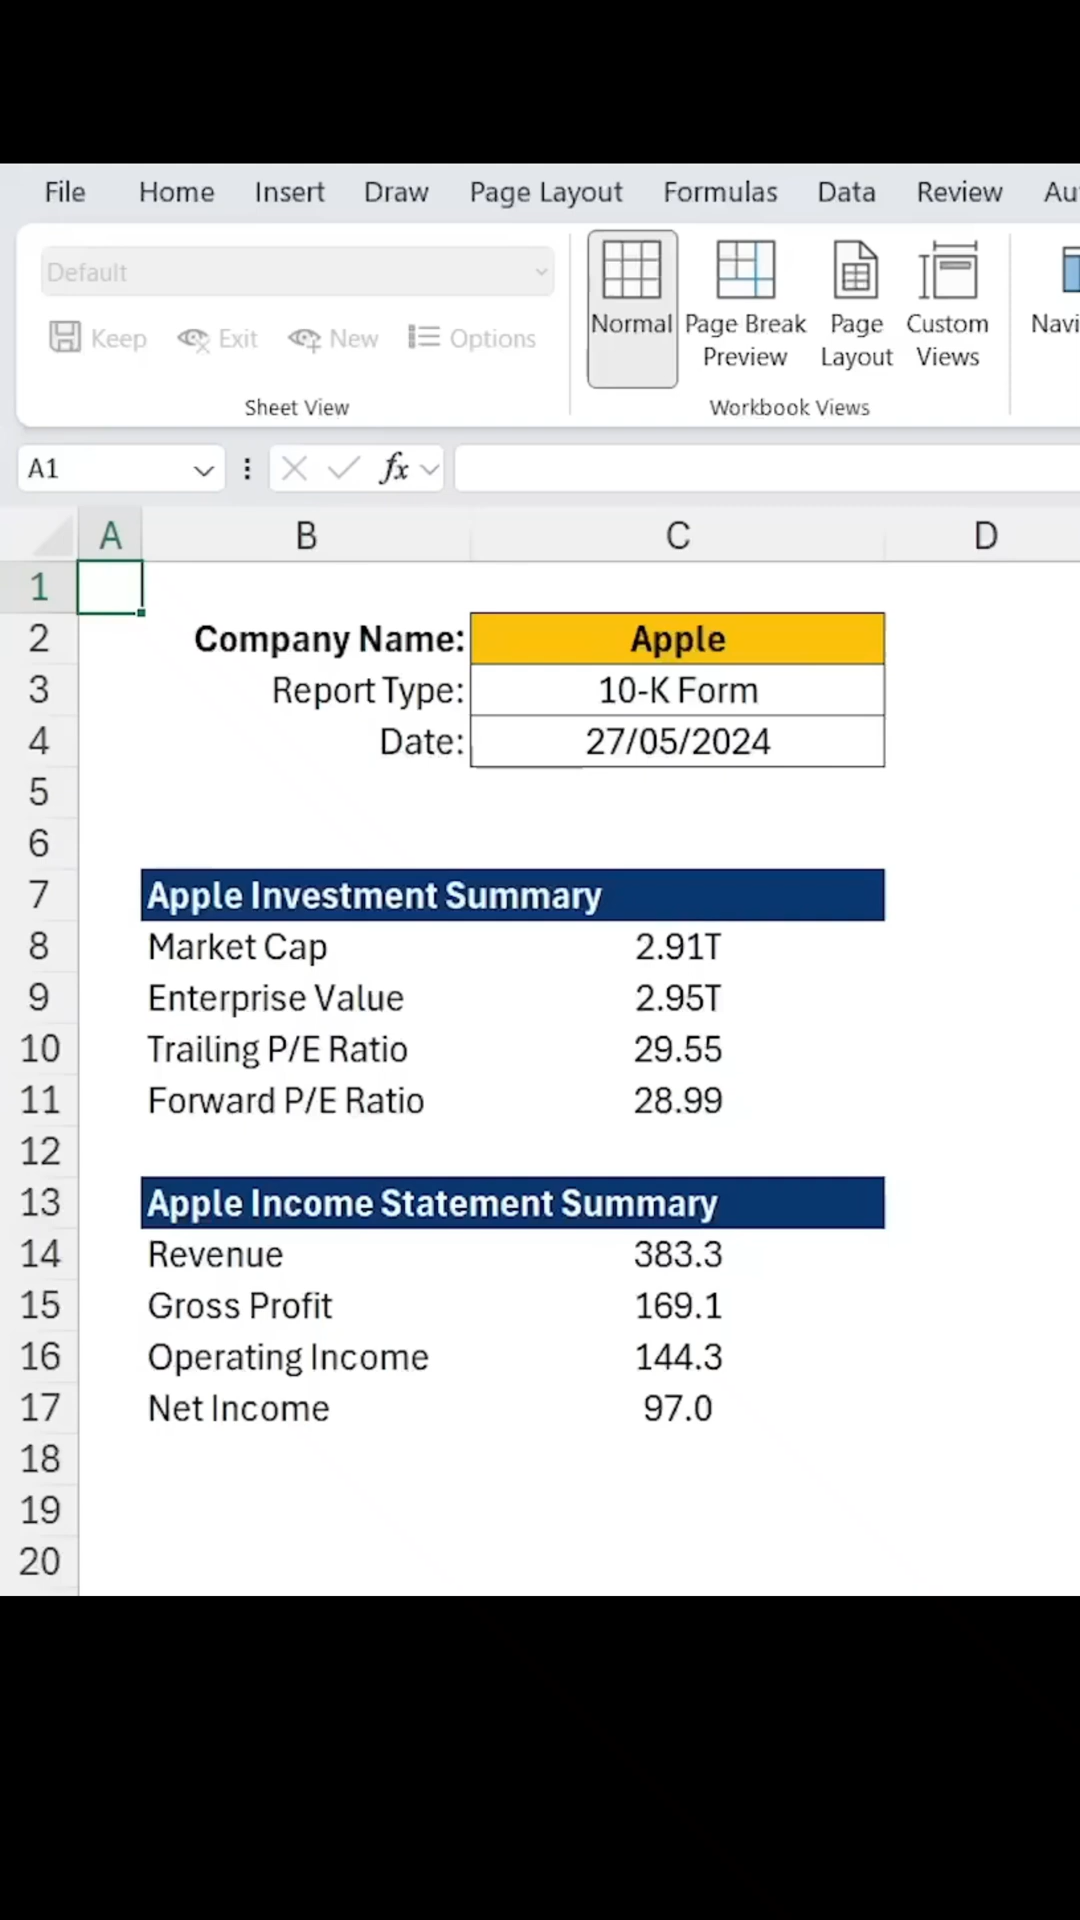 File Home Insert Draw Page Layout Formulas Data Review Au
Default
Keep Exit New Options
Sheet View
Normal Page Break Preview Page Layout Custom Views Navi
Workbook Views
A1 fx
A B C D
1
2 Company Name: Apple
3 Report Type: 10-K Form
4 Date: 27/05/2024
5
6
7 Apple Investment Summary
8 Market Cap 2.91T
9 Enterprise Value 2.95T
10 Trailing P/E Ratio 29.55
11 Forward P/E Ratio 28.99
12
13 Apple Income Statement Summary
14 Revenue 383.3
15 Gross Profit 169.1
16 Operating Income 144.3
17 Net Income 97.0
18
19
20